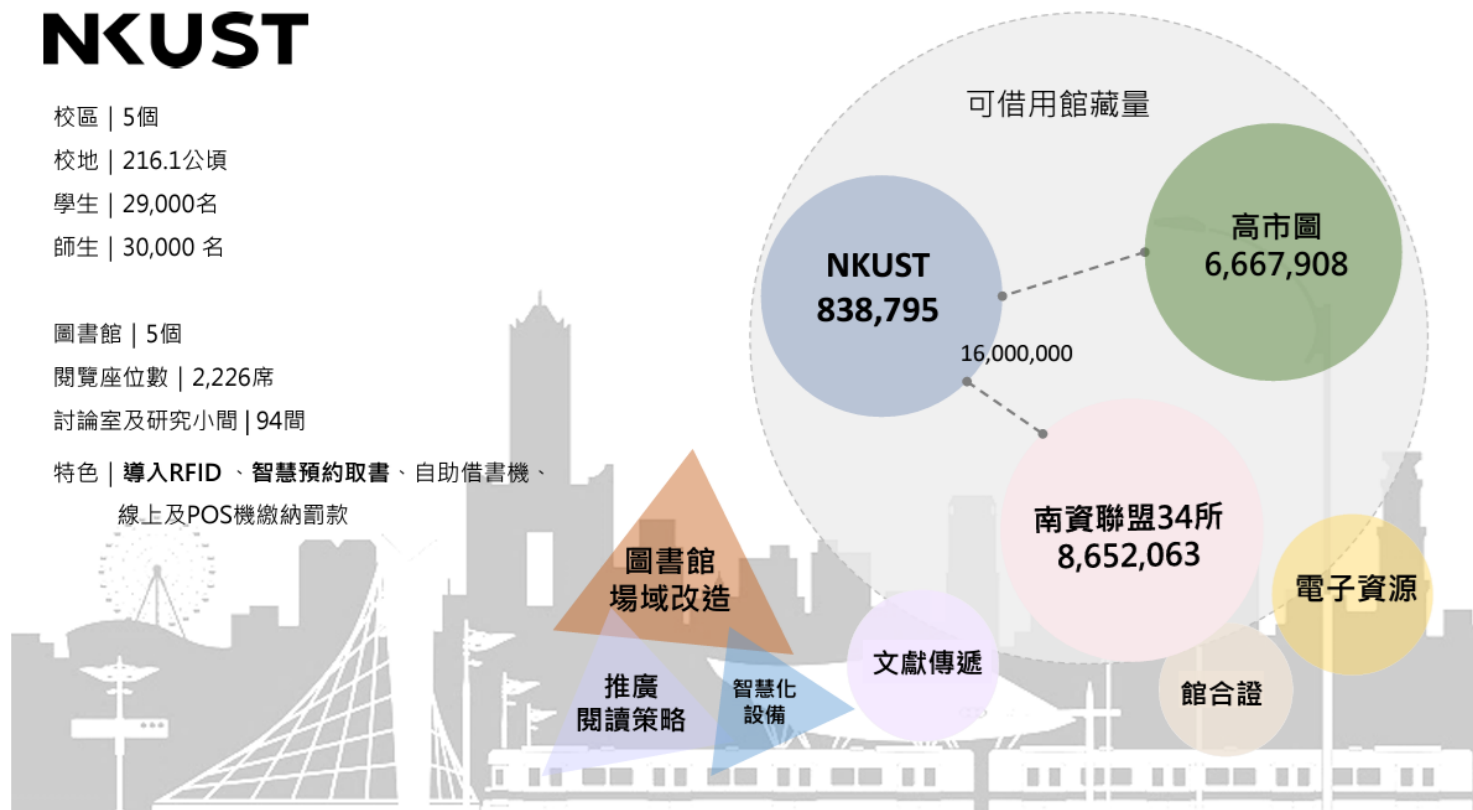 NKUST
校區 | 5個
校地 | 216.1公頃
學生 | 29,000名
師生 | 30,000 名
圖書館 | 5個
閱覽座位數 | 2,226席
討論室及研究小間 | 94間
特色 | 導入RFID 、智慧預約取書、自助借書機、
線上及POS機繳納罰款
可借用館藏量
高市圖
6,667,908
NKUST
838,795
16,000,000
南資聯盟34所
8,652,063
電子資源
館合證
文獻傳遞
圖書館
場域改造
推廣
閱讀策略
智慧化
設備